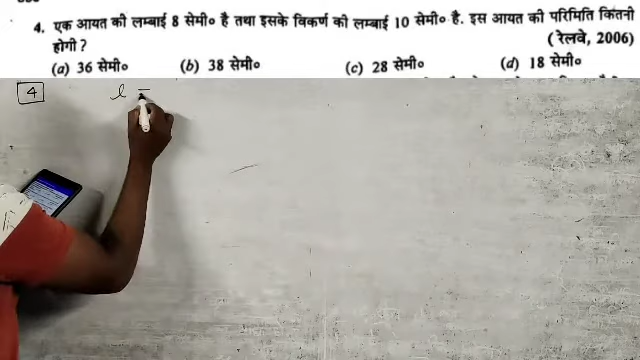 4. एक आयत की लम्बाई 8 सेमी० है तथा इसके विकर्ण की लम्बाई 10 सेमी० है. इस आयत की परिमिति कितनी
होगी ? (रेलवे, 2006)
(a) 36 सेमी० (b) 38 सेमी० (c) 28 सेमी० (d) 18 सेमी०
4 l =